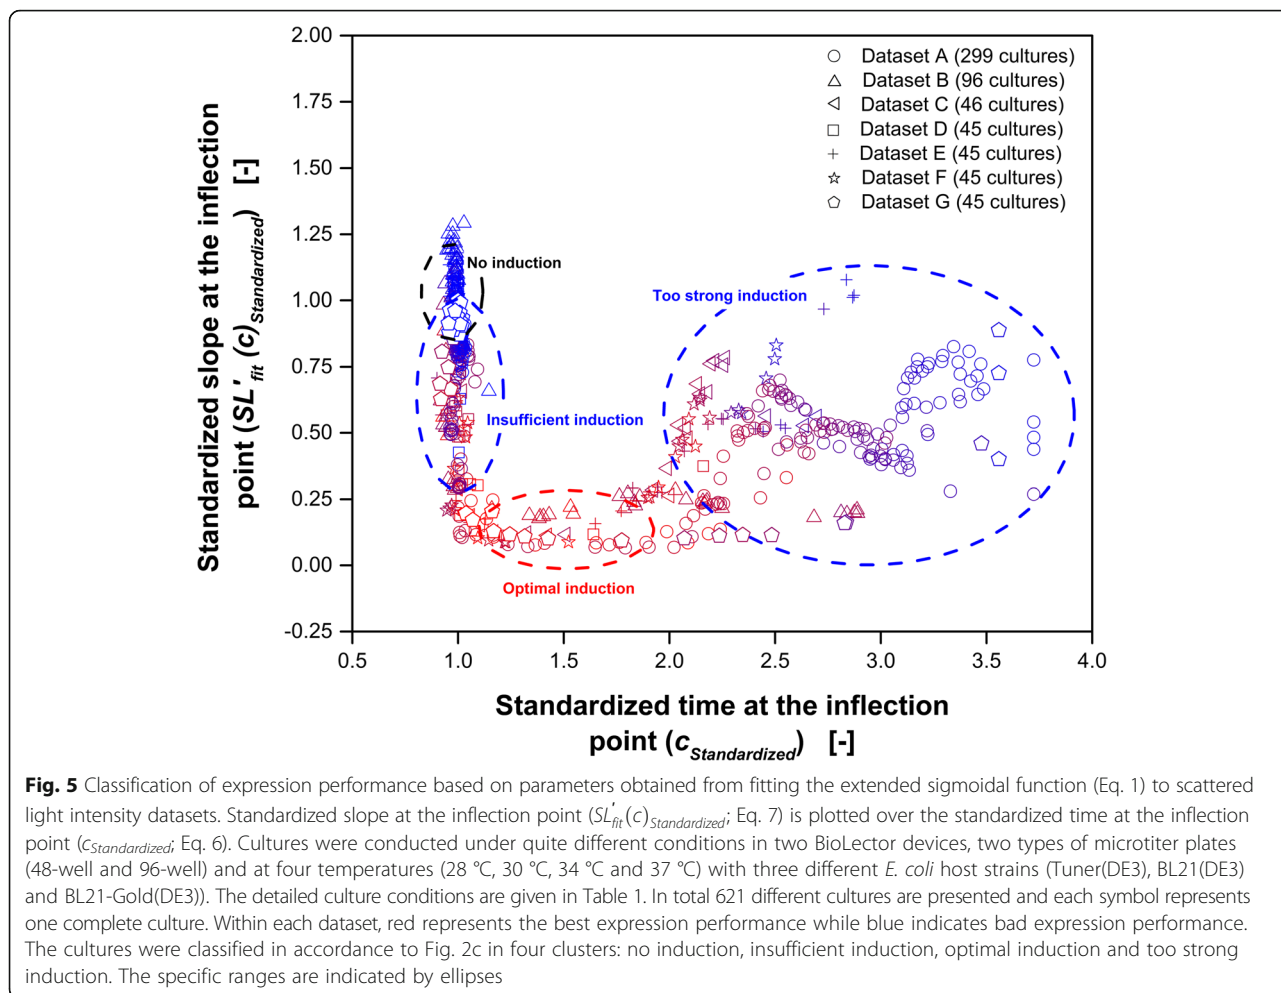 2.00
1.75
1.50
1.25
1.00
0.75
0.50
0.25
0.00
-0.25
Standardized slope at the inflection
point (SL'fit(c)Standardized) [-]
Dataset A (299 cultures)
Dataset B (96 cultures)
Dataset C (46 cultures)
Dataset D (45 cultures)
Dataset E (45 cultures)
Dataset F (45 cultures)
Dataset G (45 cultures)
No induction
Too strong induction
Insufficient induction
Optimal induction
0.5 1.0 1.5 2.0 2.5 3.0 3.5 4.0
Standardized time at the inflection
point (cStandardized) [-]
Fig. 5 Classification of expression performance based on parameters obtained from fitting the extended sigmoidal function (Eq. 1) to scattered
light intensity datasets. Standardized slope at the inflection point (SL'fit(c)Standardized; Eq. 7) is plotted over the standardized time at the inflection
point (cStandardized; Eq. 6). Cultures were conducted under quite different conditions in two BioLector devices, two types of microtiter plates
(48-well and 96-well) and at four temperatures (28 °C, 30 °C, 34 °C and 37 °C) with three different E. coli host strains (Tuner(DE3), BL21(DE3)
and BL21-Gold(DE3)). The detailed culture conditions are given in Table 1. In total 621 different cultures are presented and each symbol represents
one complete culture. Within each dataset, red represents the best expression performance while blue indicates bad expression performance.
The cultures were classified in accordance to Fig. 2c in four clusters: no induction, insufficient induction, optimal induction and too strong
induction. The specific ranges are indicated by ellipses